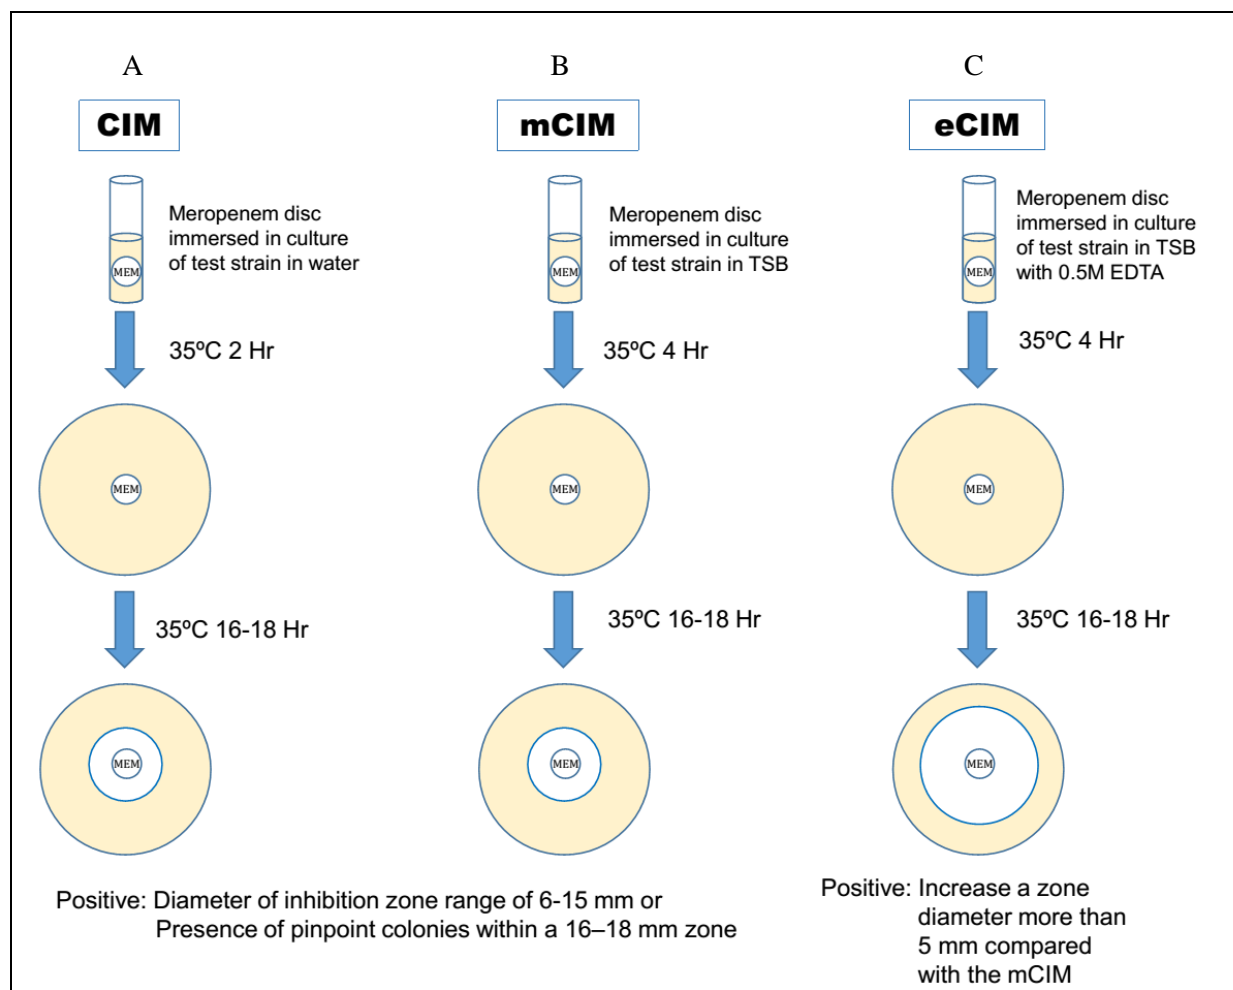 A
B
C
CIM
mCIM
eCIM
Meropenem disc
immersed in culture
of test strain in water
MEM
Meropenem disc
immersed in culture
of test strain in TSB
MEM
Meropenem disc
immersed in culture
of test strain in TSB
with 0.5M EDTA
MEM
35ºC 2 Hr
35ºC 4 Hr
35ºC 4 Hr
MEM
MEM
MEM
35ºC 16-18 Hr
35ºC 16-18 Hr
35ºC 16-18 Hr
MEM
MEM
MEM
Positive: Diameter of inhibition zone range of 6-15 mm or
Presence of pinpoint colonies within a 16–18 mm zone
Positive: Increase a zone
diameter more than
5 mm compared
with the mCIM